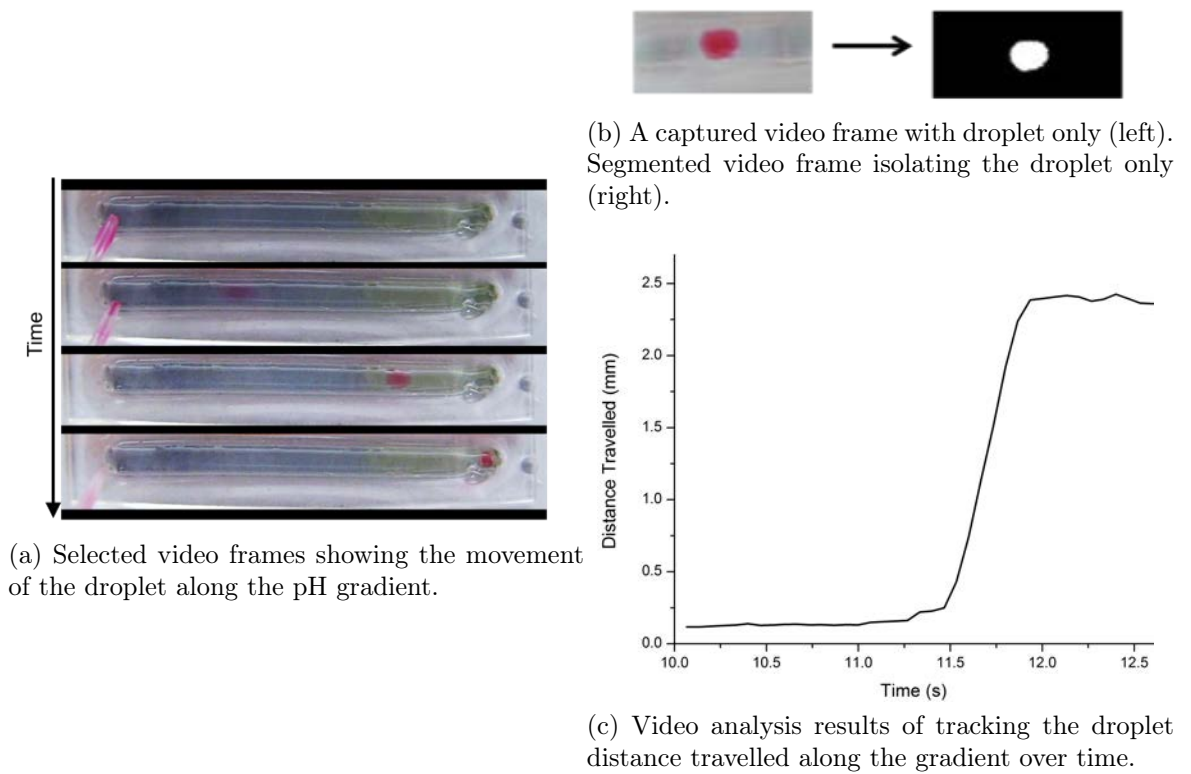 Time
(a) Selected video frames showing the movement
of the droplet along the pH gradient.
(b) A captured video frame with droplet only (left).
Segmented video frame isolating the droplet only
(right).
Distance Travelled (mm)
2.5
2.0
1.5
1.0
0.5
0.0
10.0 10.5 11.0 11.5 12.0 12.5
Time (s)
(c) Video analysis results of tracking the droplet
distance travelled along the gradient over time.